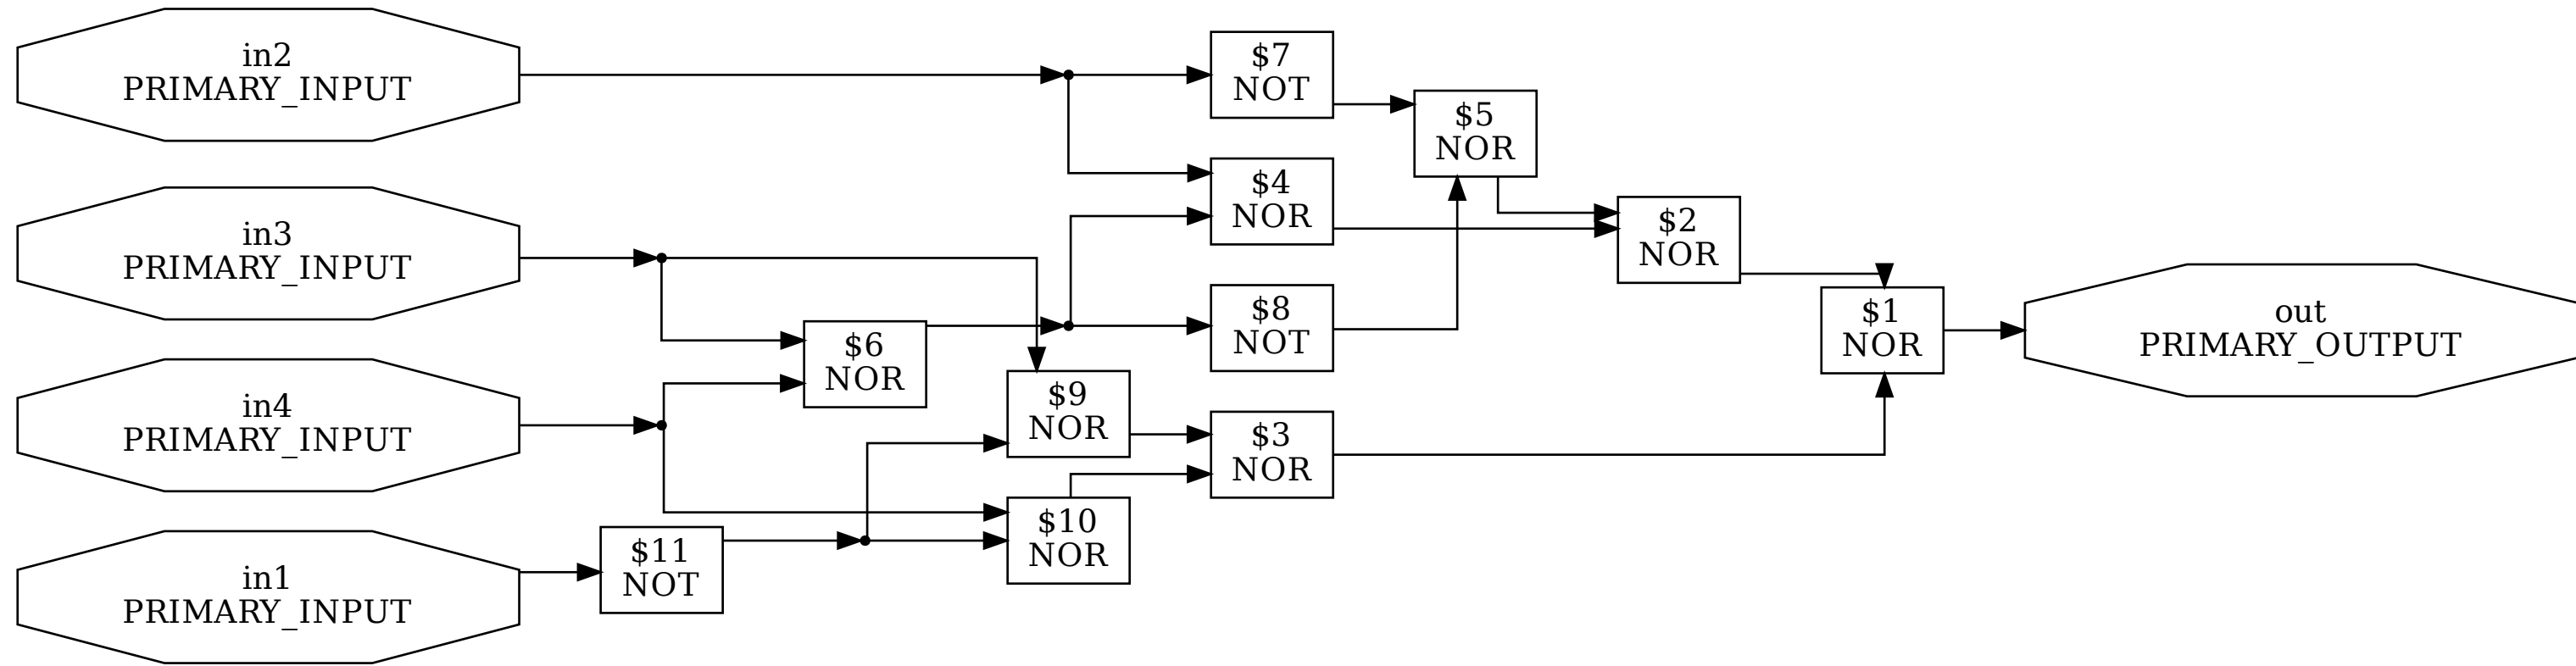 in2
PRIMARY_INPUT
$7
NOT
$5
NOR
$4
NOR
in3
PRIMARY_INPUT
$2
NOR
$6
NOR
$8
NOT
$1
NOR
out
PRIMARY_OUTPUT
in4
PRIMARY_INPUT
$9
NOR
$3
NOR
$10
NOR
$11
NOT
in1
PRIMARY_INPUT